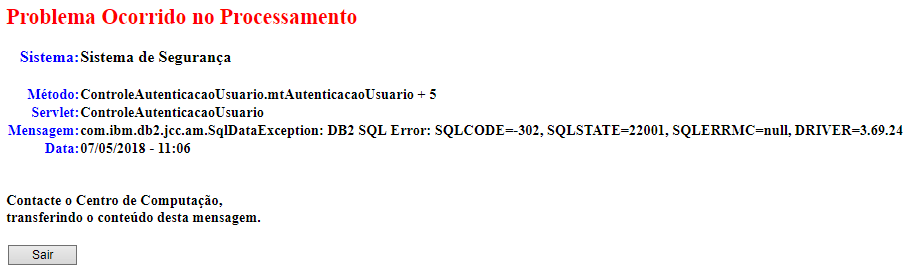 Problema Ocorrido no Processamento
Sistema: Sistema de Segurança
Método: ControleAutenticacaoUsuario.mtAutenticacaoUsuario + 5
Servlet: ControleAutenticacaoUsuario
Mensagem: com.ibm.db2.jcc.am.SqlDataException: DB2 SQL Error: SQLCODE=-302, SQLSTATE=22001, SQLERRMC=null, DRIVER=3.69.24
Data: 07/05/2018 - 11:06
Contacte o Centro de Computação,
transferindo o conteúdo desta mensagem.
Sair